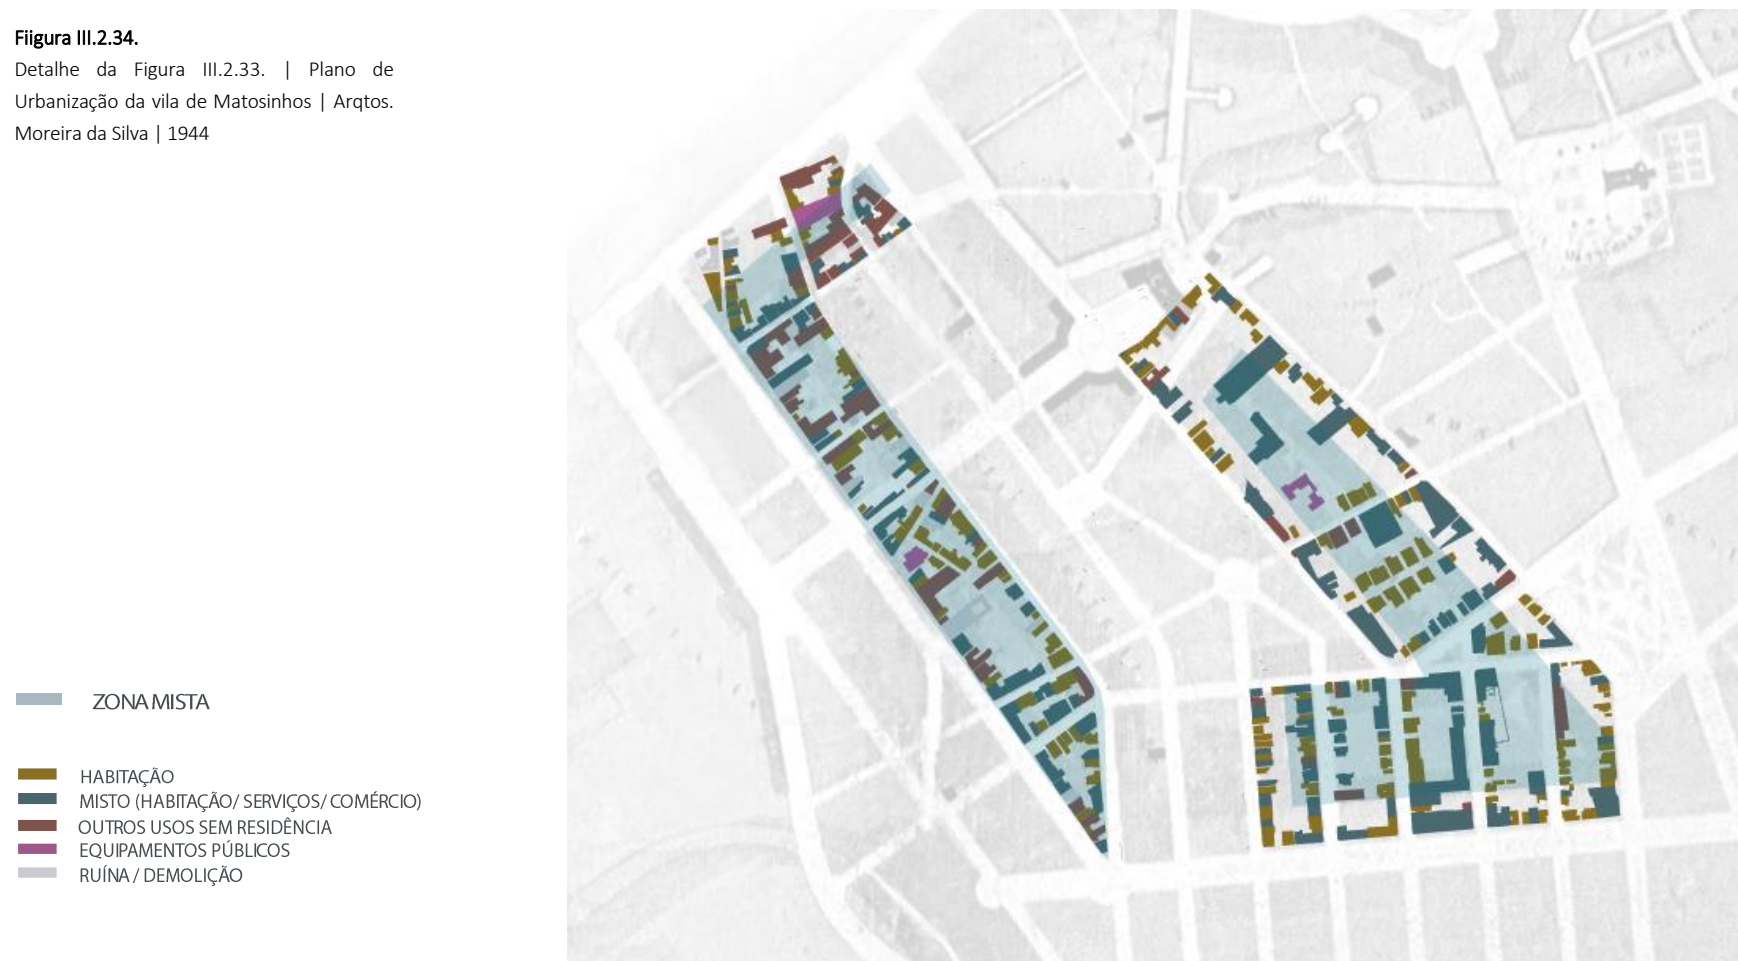 Fiigura III.2.34.
Detalhe da Figura III.2.33. | Plano de
Urbanização da vila de Matosinhos | Arqtos.
Moreira da Silva | 1944
ZONA MISTA
HABITAÇÃO
MISTO (HABITAÇÃO/ SERVIÇOS/ COMÉRCIO)
OUTROS USOS SEM RESIDÊNCIA
EQUIPAMENTOS PÚBLICOS
RUÍNA / DEMOLIÇÃO